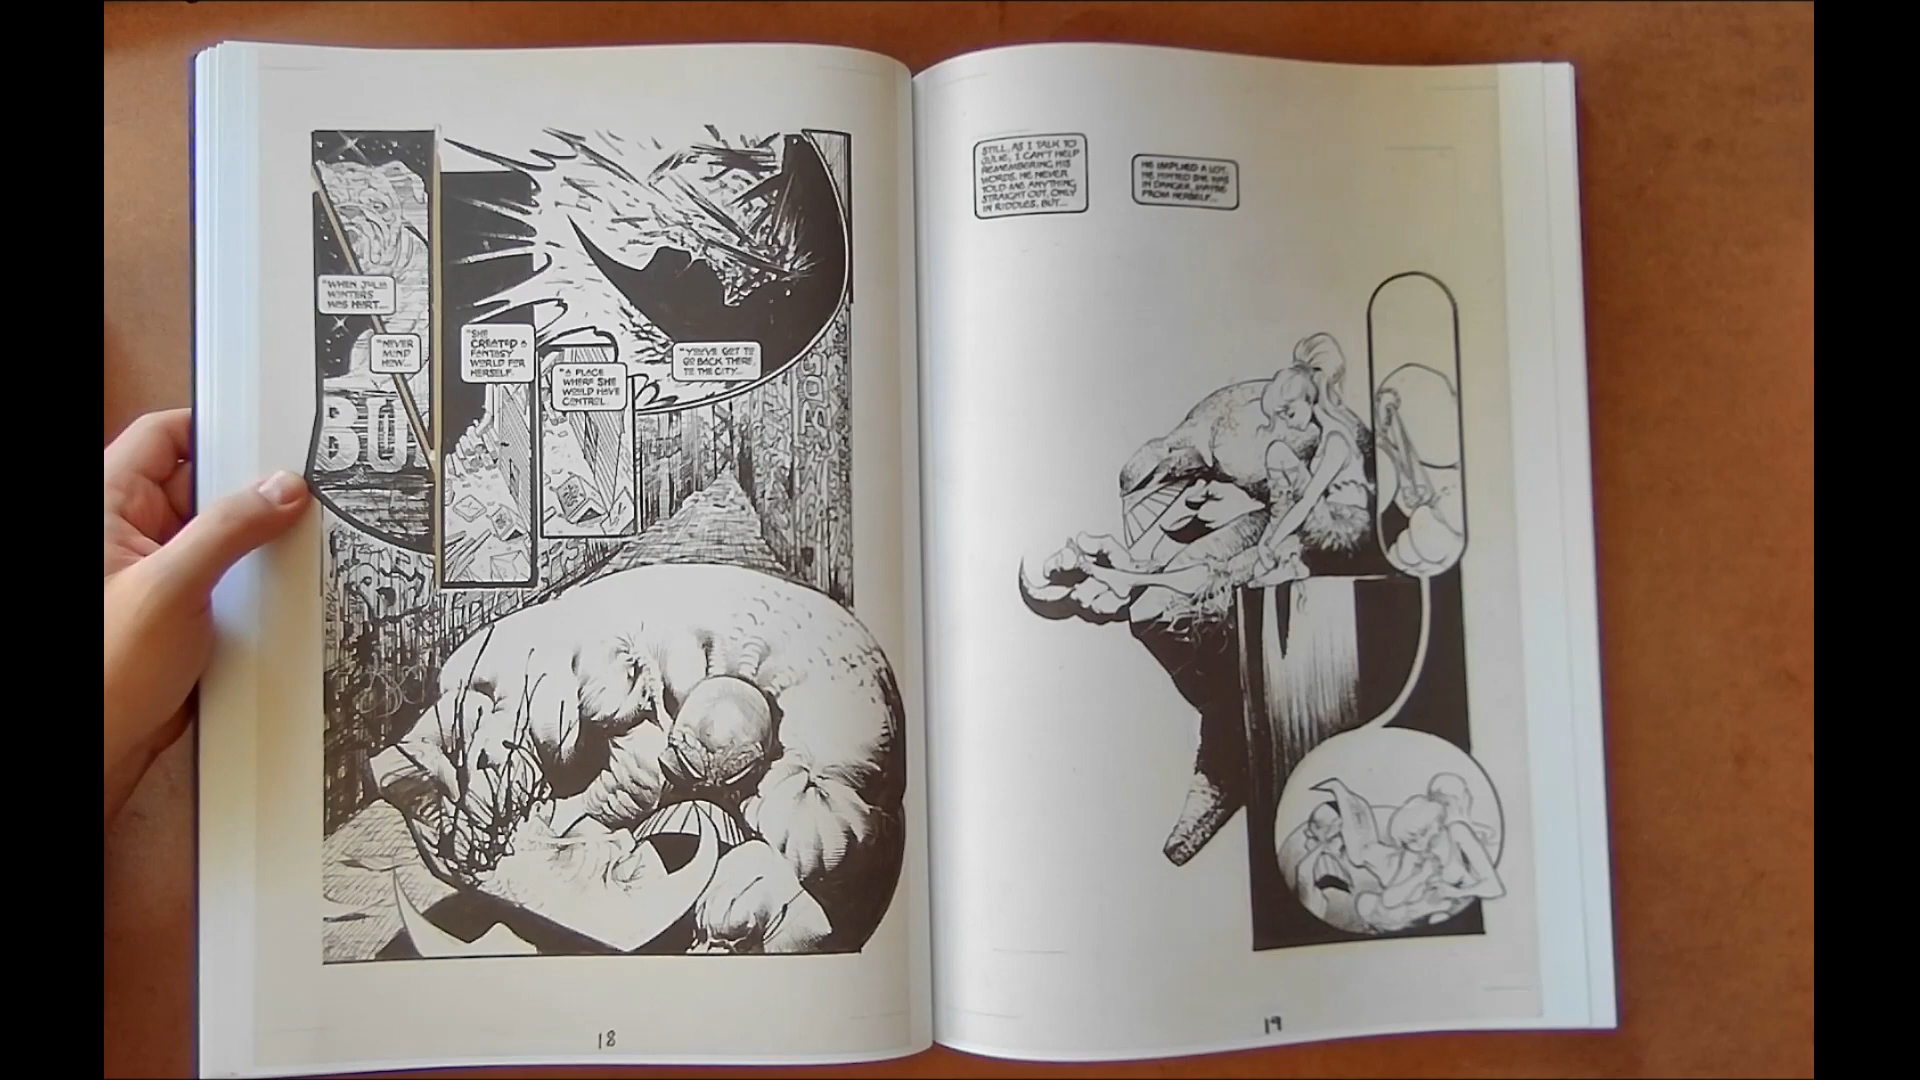 "WHEN JULIE
WINTERS
WAS HURT...
"NEVER
MIND
HOW...
"SHE
CREATED A
FANTASY
WORLD FOR
HERSELF.
"A PLACE
WHERE SHE
WOULD HAVE
CONTROL.
"YOU'VE GOT TO
GO BACK THERE,
TO THE CITY...
BU
18
STILL, AS I TALK TO
JULIE, I CAN'T HELP
REMEMBERING HIS
WORDS. HE NEVER
TOLD ME ANYTHING
STRAIGHT OUT, ONLY
IN RIDDLES, BUT...
HE IMPLIED A LOT.
HE HINTED SHE WAS
IN DANGER, MAYBE
FROM HERSELF...
19